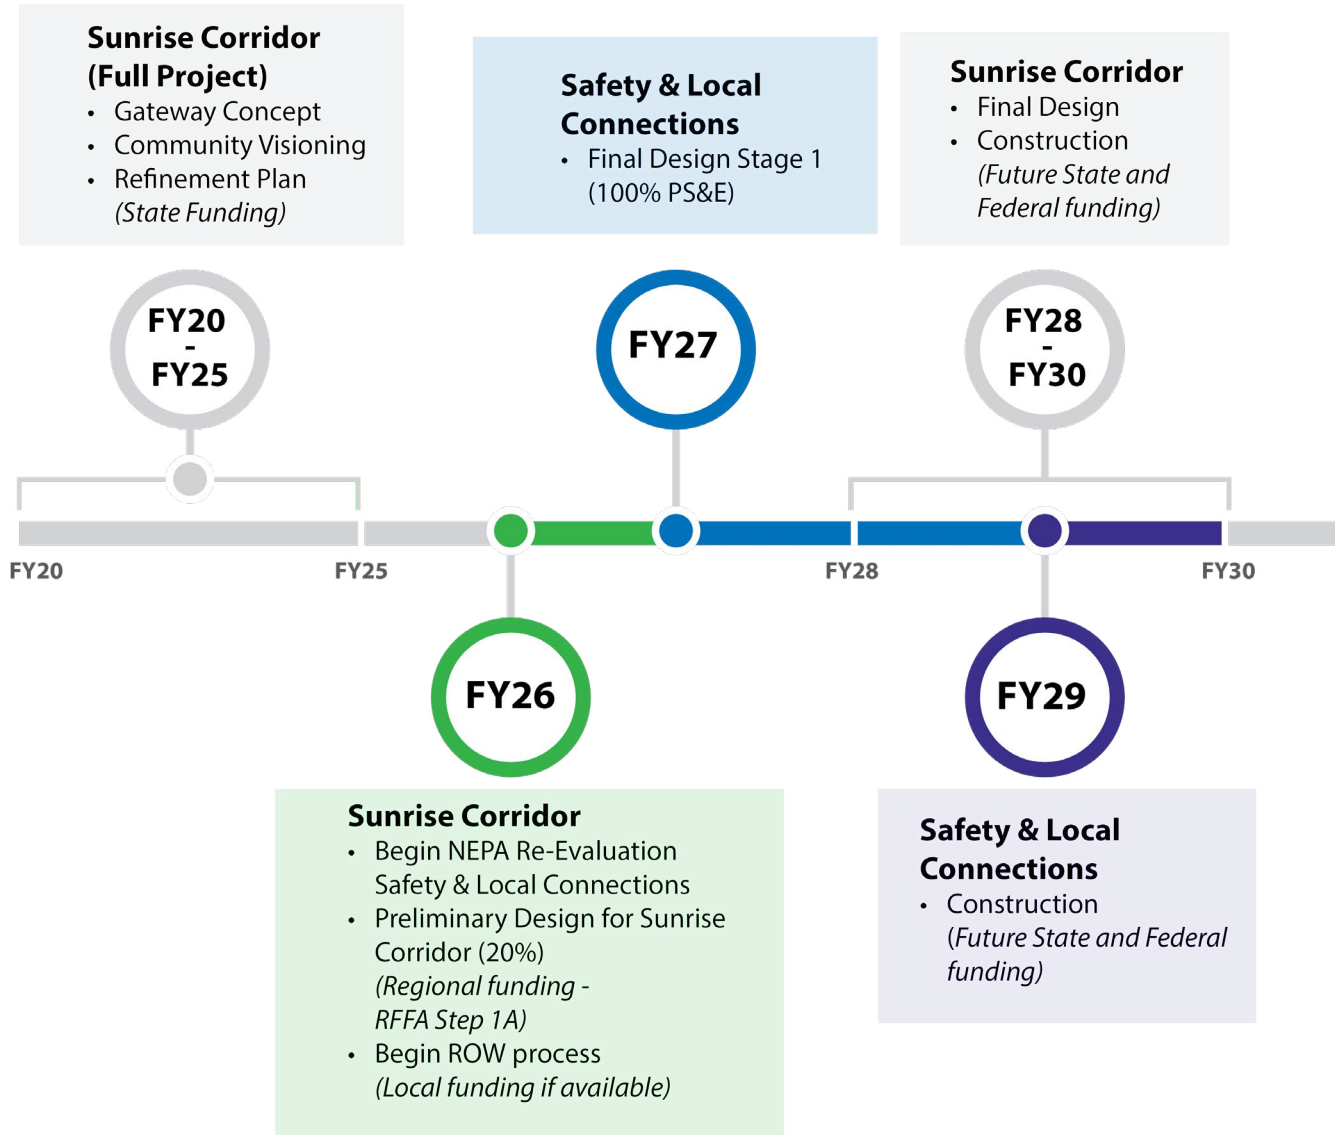 Sunrise Corridor
(Full Project)
• Gateway Concept
• Community Visioning
• Refinement Plan
(State Funding)
Safety & Local
Connections
• Final Design Stage 1
(100% PS&E)
Sunrise Corridor
• Final Design
• Construction
(Future State and
Federal funding)
FY20
-
FY25
FY27
FY28
-
FY30
FY20
FY25
FY28
FY30
FY26
FY29
Sunrise Corridor
• Begin NEPA Re-Evaluation
Safety & Local Connections
• Preliminary Design for Sunrise
Corridor (20%)
(Regional funding -
RFFA Step 1A)
• Begin ROW process
(Local funding if available)
Safety & Local
Connections
• Construction
(Future State and Federal
funding)